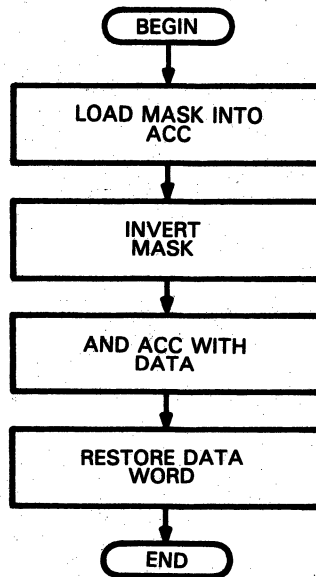 BEGIN
LOAD MASK INTO
ACC
INVERT
MASK
AND ACC WITH
DATA
RESTORE DATA
WORD
END